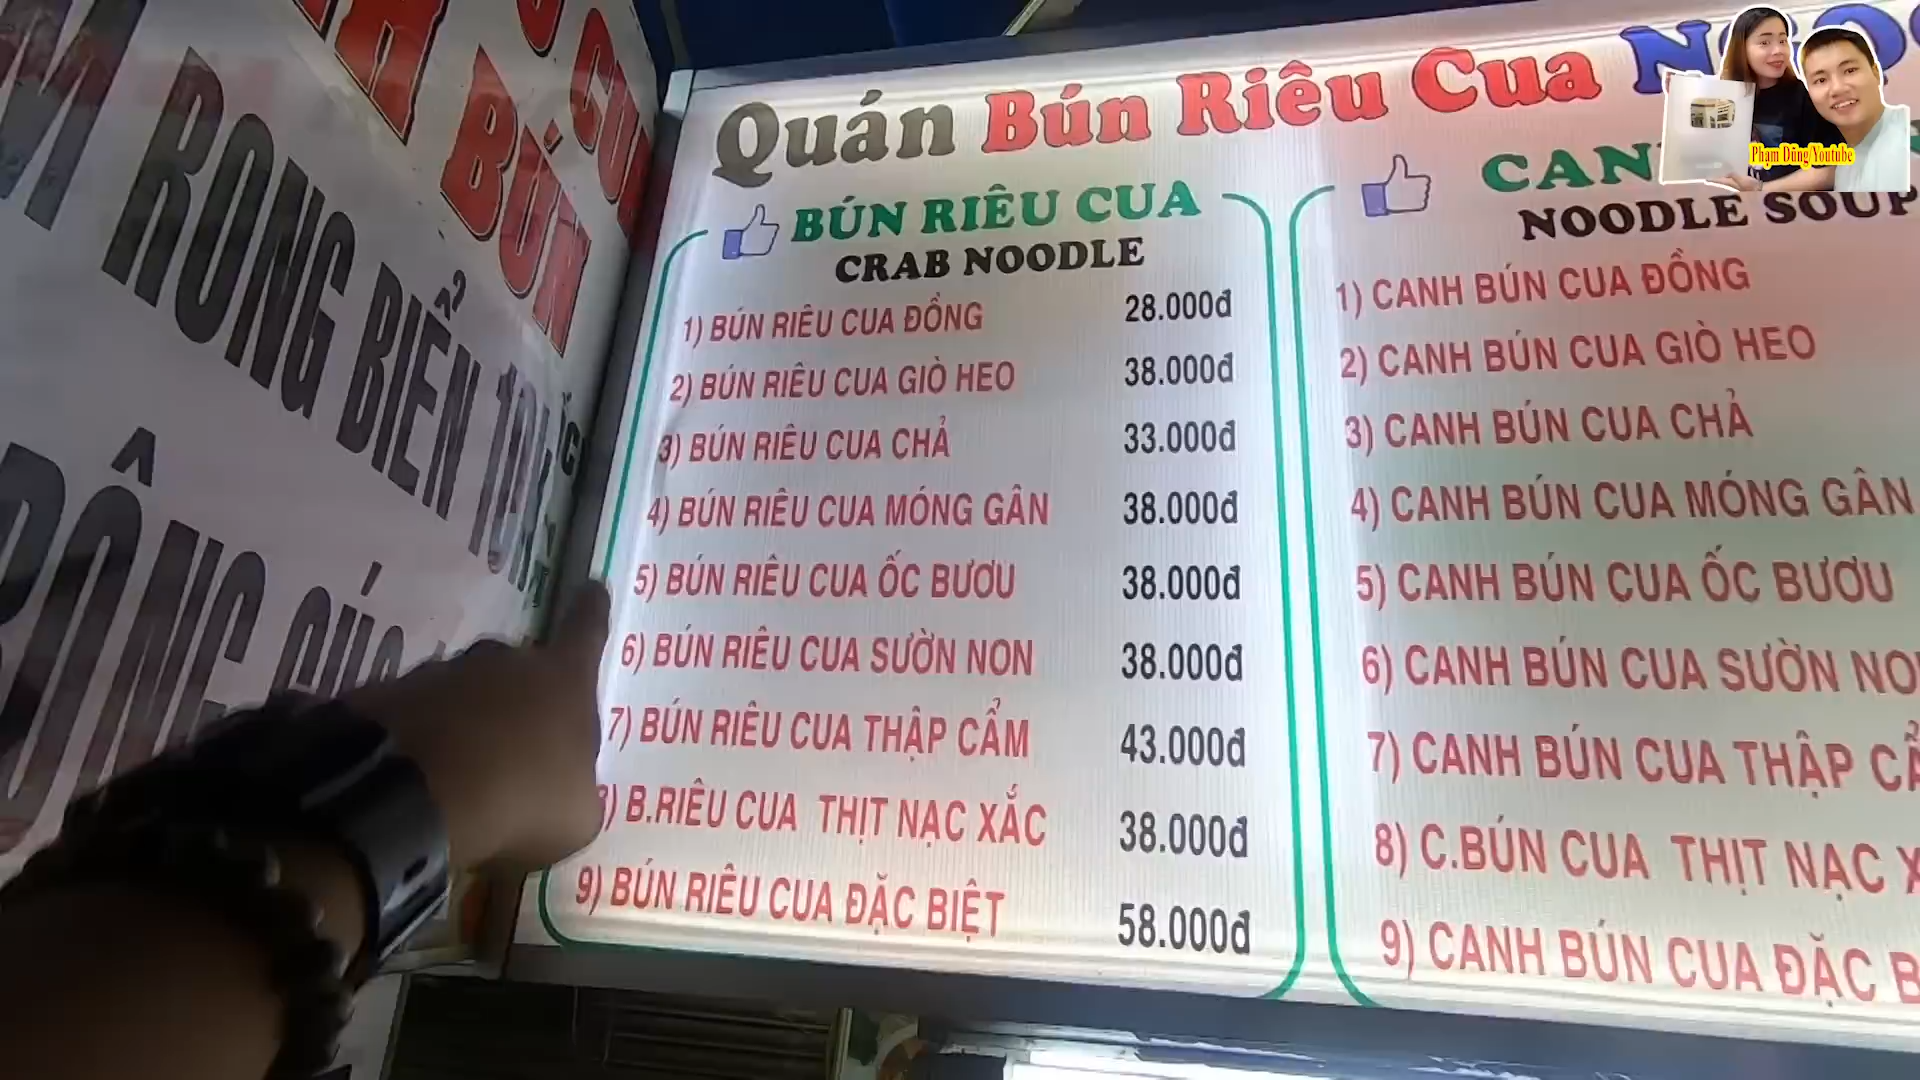 BÚN
RONG BIỂN
Quán Bún Riêu Cua
BÚN RIÊU CUA
CRAB NOODLE
1) BÚN RIÊU CUA ĐỒNG 28.000đ
2) BÚN RIÊU CUA GIÒ HEO 38.000đ
3) BÚN RIÊU CUA CHẢ 33.000đ
4) BÚN RIÊU CUA MÓNG GÂN 38.000đ
5) BÚN RIÊU CUA ỐC BƯƠU 38.000đ
6) BÚN RIÊU CUA SƯỜN NON 38.000đ
7) BÚN RIÊU CUA THẬP CẨM 43.000đ
8) B.RIÊU CUA THỊT NẠC XẮC 38.000đ
9) BÚN RIÊU CUA ĐẶC BIỆT 58.000đ
NOODLE SOUP
1) CANH BÚN CUA ĐỒNG
2) CANH BÚN CUA GIÒ HEO
3) CANH BÚN CUA CHẢ
4) CANH BÚN CUA MÓNG GÂN
5) CANH BÚN CUA ỐC BƯƠU
6) CANH BÚN CUA SƯỜN
7) CANH BÚN CUA THẬP
8) C.BÚN CUA THỊT NẠC
9) CANH BÚN CUA ĐẶC
Phạm Dũng Youtube